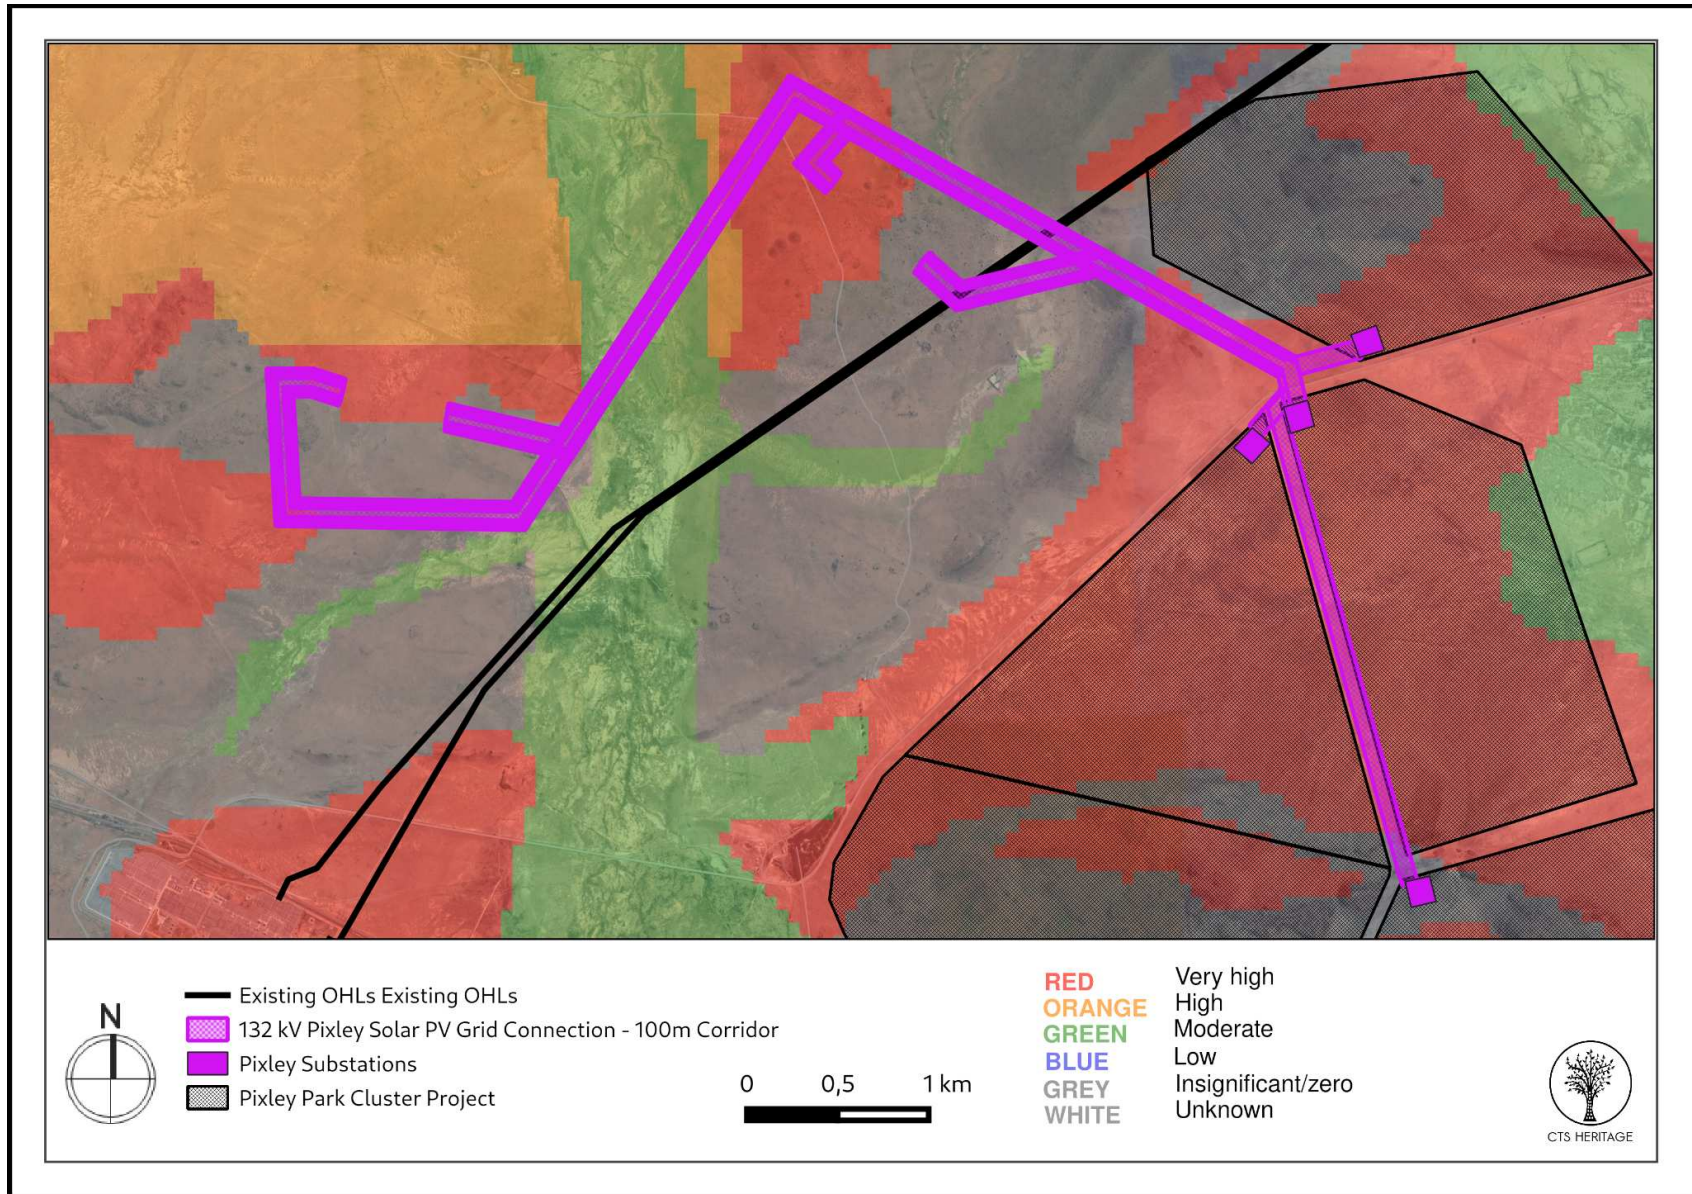 N
Existing OHLs Existing OHLs
132 kV Pixley Solar PV Grid Connection - 100m Corridor
Pixley Substations
Pixley Park Cluster Project
0 0,5 1 km
RED Very high
ORANGE High
GREEN Moderate
BLUE Low
GREY Insignificant/zero
WHITE Unknown
CTS HERITAGE